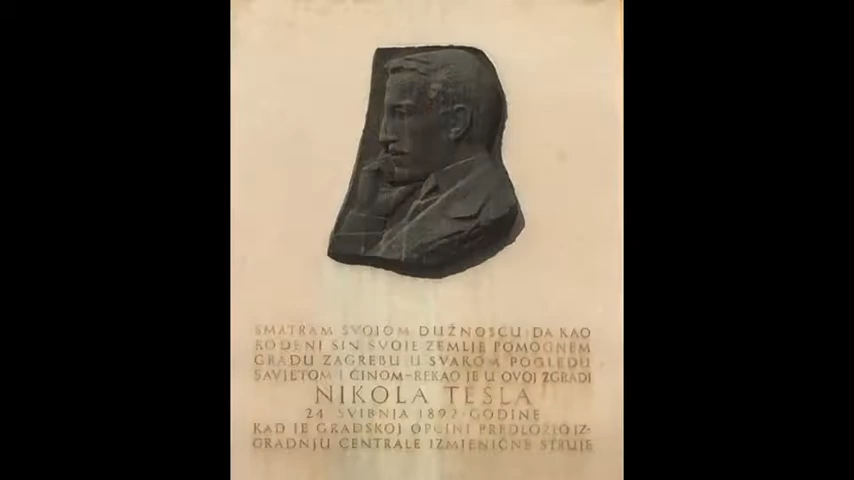 SMATRAM SVOJOM DUŽNOŠĆU DA KAO
ROĐENI SIN SVOJE ZEMLJE POMOGNEM
GRADU ZAGREBU U SVAKOM POGLEDU
SAVJETOM I ČINOM-REKAO JE U OVOJ ZGRADI
NIKOLA TESLA
24 SVIBNJA 1892·GODINE
KAD JE GRADSKOJ OPĆINI PREDLOŽIO IZ-
GRADNJU CENTRALE IZMJENIČNE STRUJE